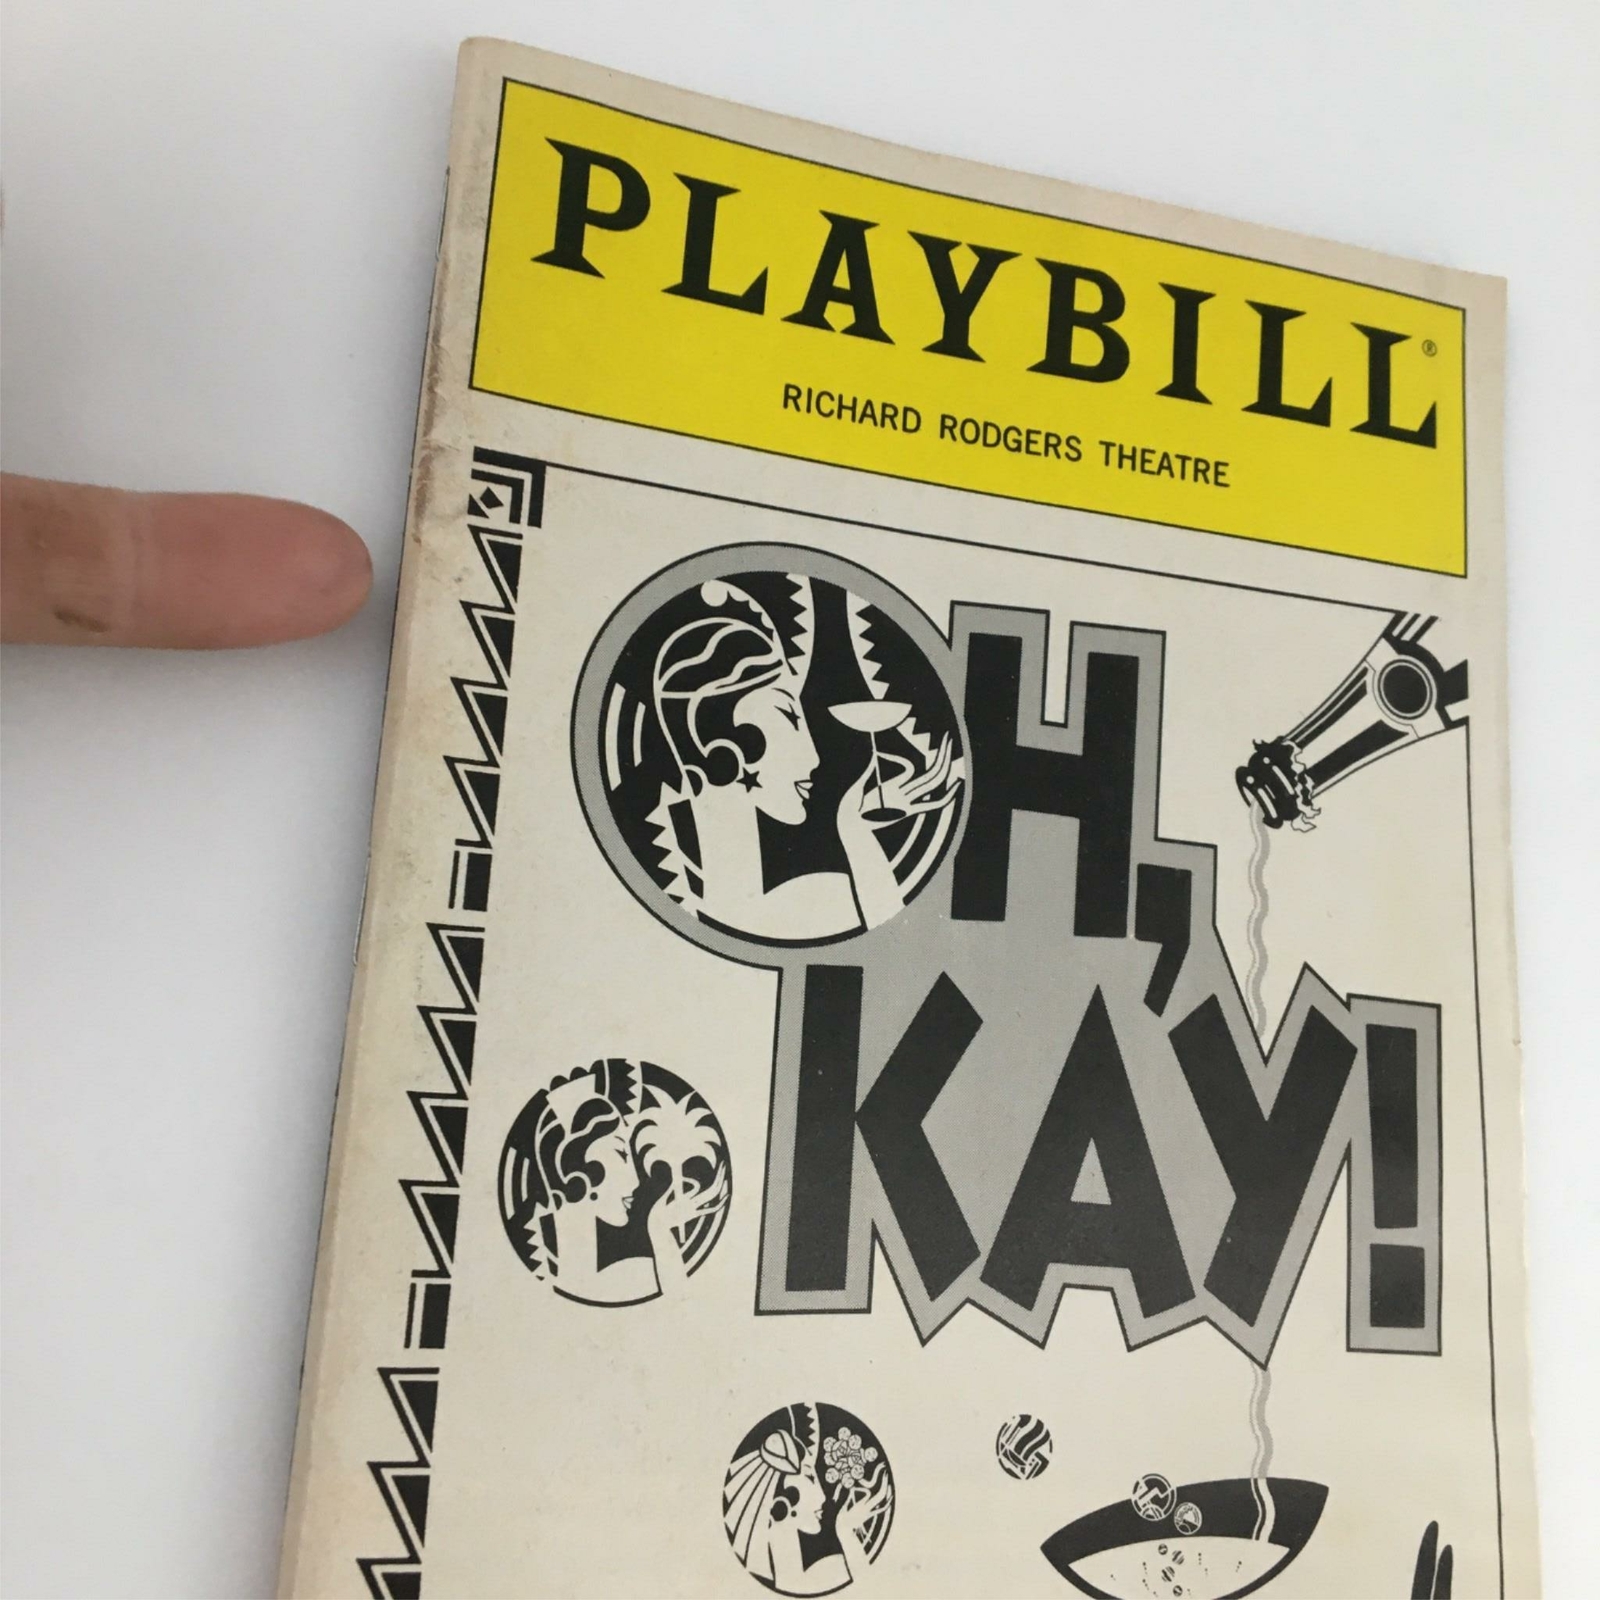 PLAYBILL®
RICHARD RODGERS THEATRE
OH,
KAY!